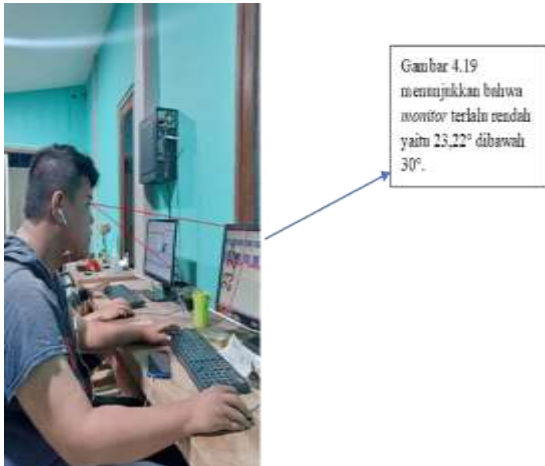 Gambar 4.19
menunjukkan bahwa
monitor terlalu rendah
yaitu 23,22° dibawah
30°.